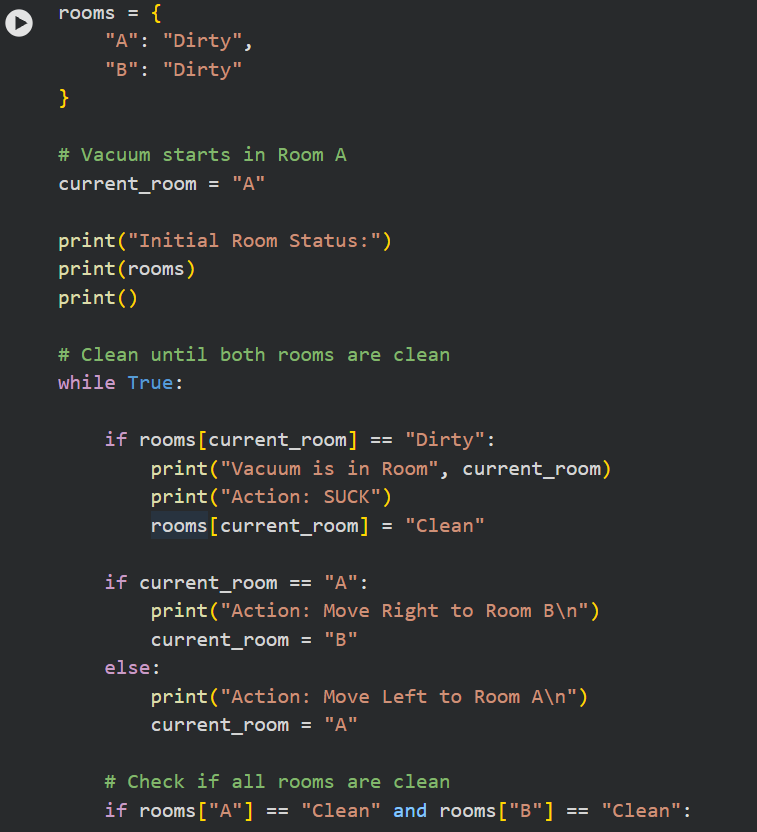 rooms = {
    "A": "Dirty",
    "B": "Dirty"
}

# Vacuum starts in Room A
current_room = "A"

print("Initial Room Status:")
print(rooms)
print()

# Clean until both rooms are clean
while True:

    if rooms[current_room] == "Dirty":
        print("Vacuum is in Room", current_room)
        print("Action: SUCK")
        rooms[current_room] = "Clean"

    if current_room == "A":
        print("Action: Move Right to Room B\n")
        current_room = "B"
    else:
        print("Action: Move Left to Room A\n")
        current_room = "A"

    # Check if all rooms are clean
    if rooms["A"] == "Clean" and rooms["B"] == "Clean":